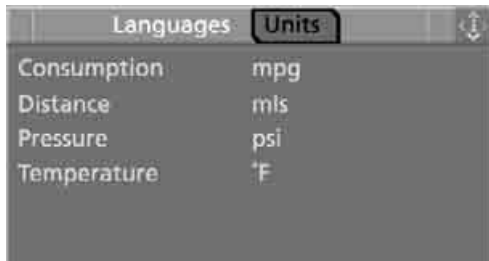 Languages Units
Consumption mpg
Distance mls
Pressure psi
Temperature °F